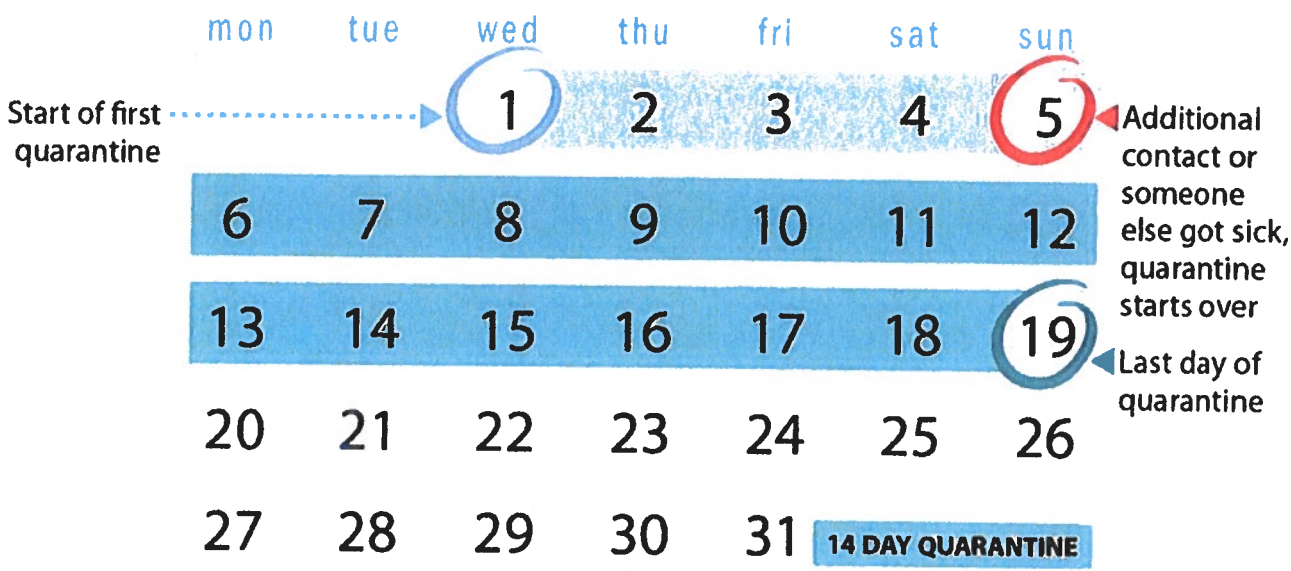 mon tue wed thu fri sat sun
Start of first
quarantine
1 2 3 4 5
Additional
contact or
someone
else got sick,
quarantine
starts over
6 7 8 9 10 11 12
13 14 15 16 17 18 19
Last day of
quarantine
20 21 22 23 24 25 26
27 28 29 30 31
14 DAY QUARANTINE